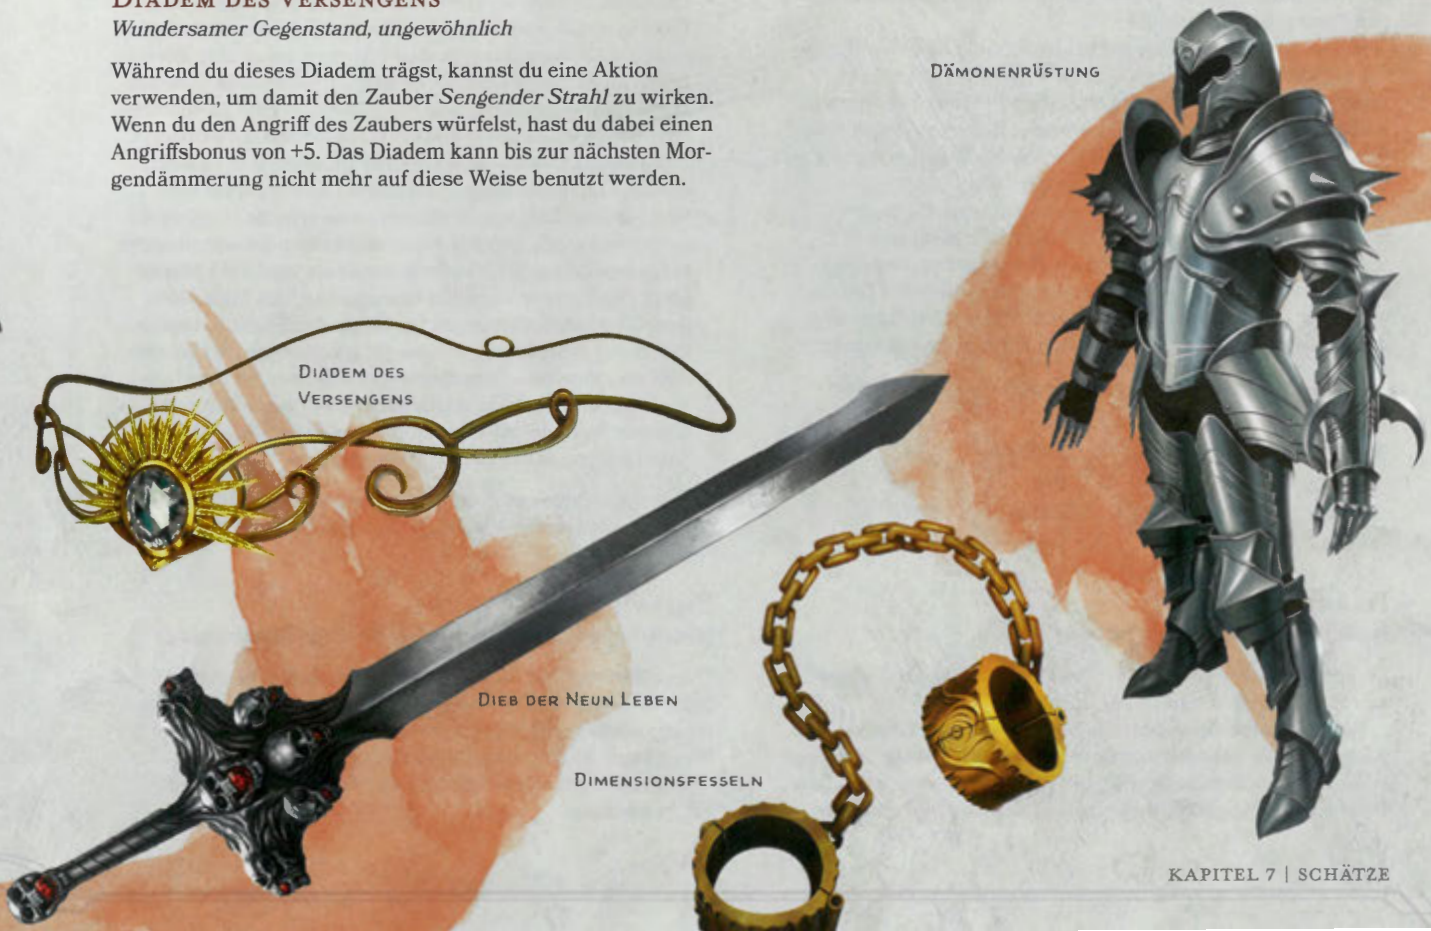 Diadem des Versengens
Wundersamer Gegenstand, ungewöhnlich
Während du dieses Diadem trägst, kannst du eine Aktion
verwenden, um damit den Zauber Sengender Strahl zu wirken.
Wenn du den Angriff des Zaubers würfelst, hast du dabei einen
Angriffsbonus von +5. Das Diadem kann bis zur nächsten Mor-
gendämmerung nicht mehr auf diese Weise benutzt werden.
Dämonenrüstung
Diadem des
Versengens
Dieb der Neun Leben
Dimensionsfesseln
KAPITEL 7 | SCHÄTZE